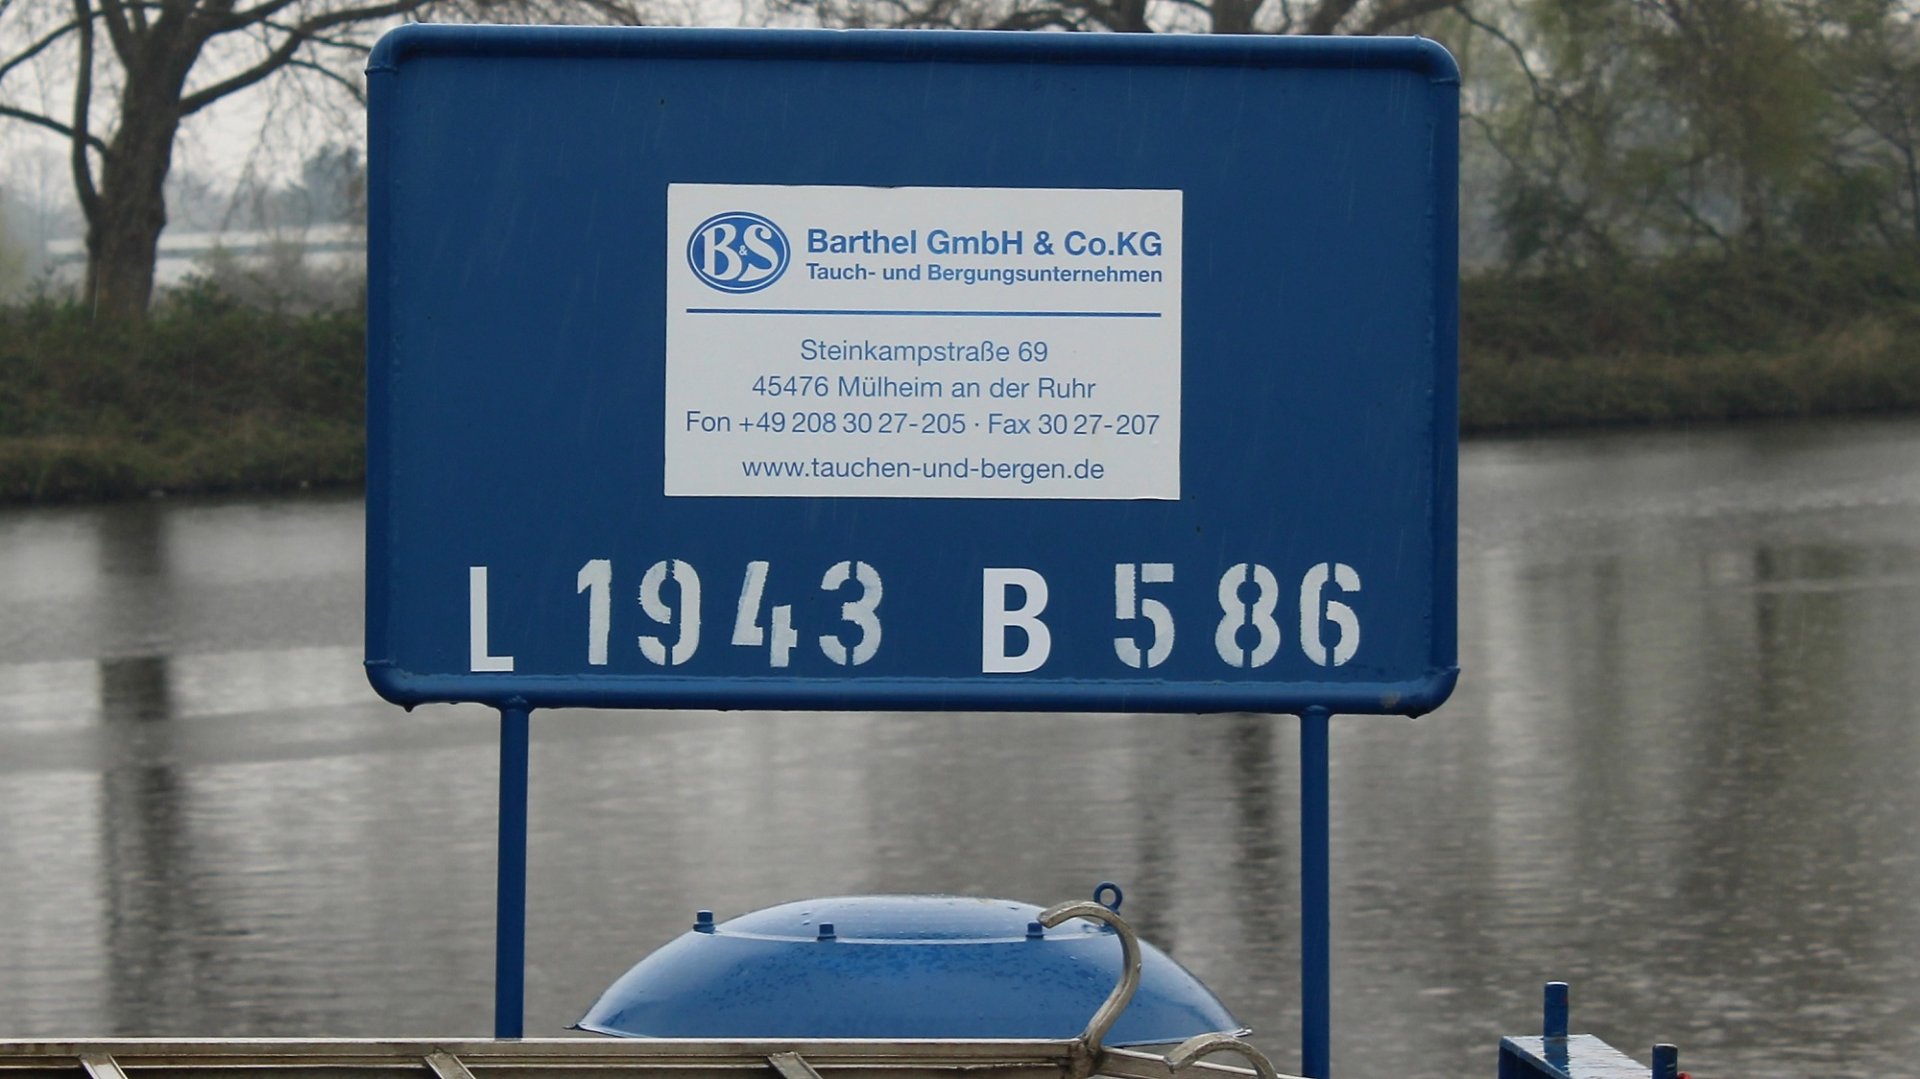 B&S
Barthel GmbH & Co.KG
Tauch- und Bergungsunternehmen
Steinkampstraße 69
45476 Mülheim an der Ruhr
Fon +49 208 30 27-205 · Fax 30 27-207
www.tauchen-und-bergen.de
L 1943 B 586